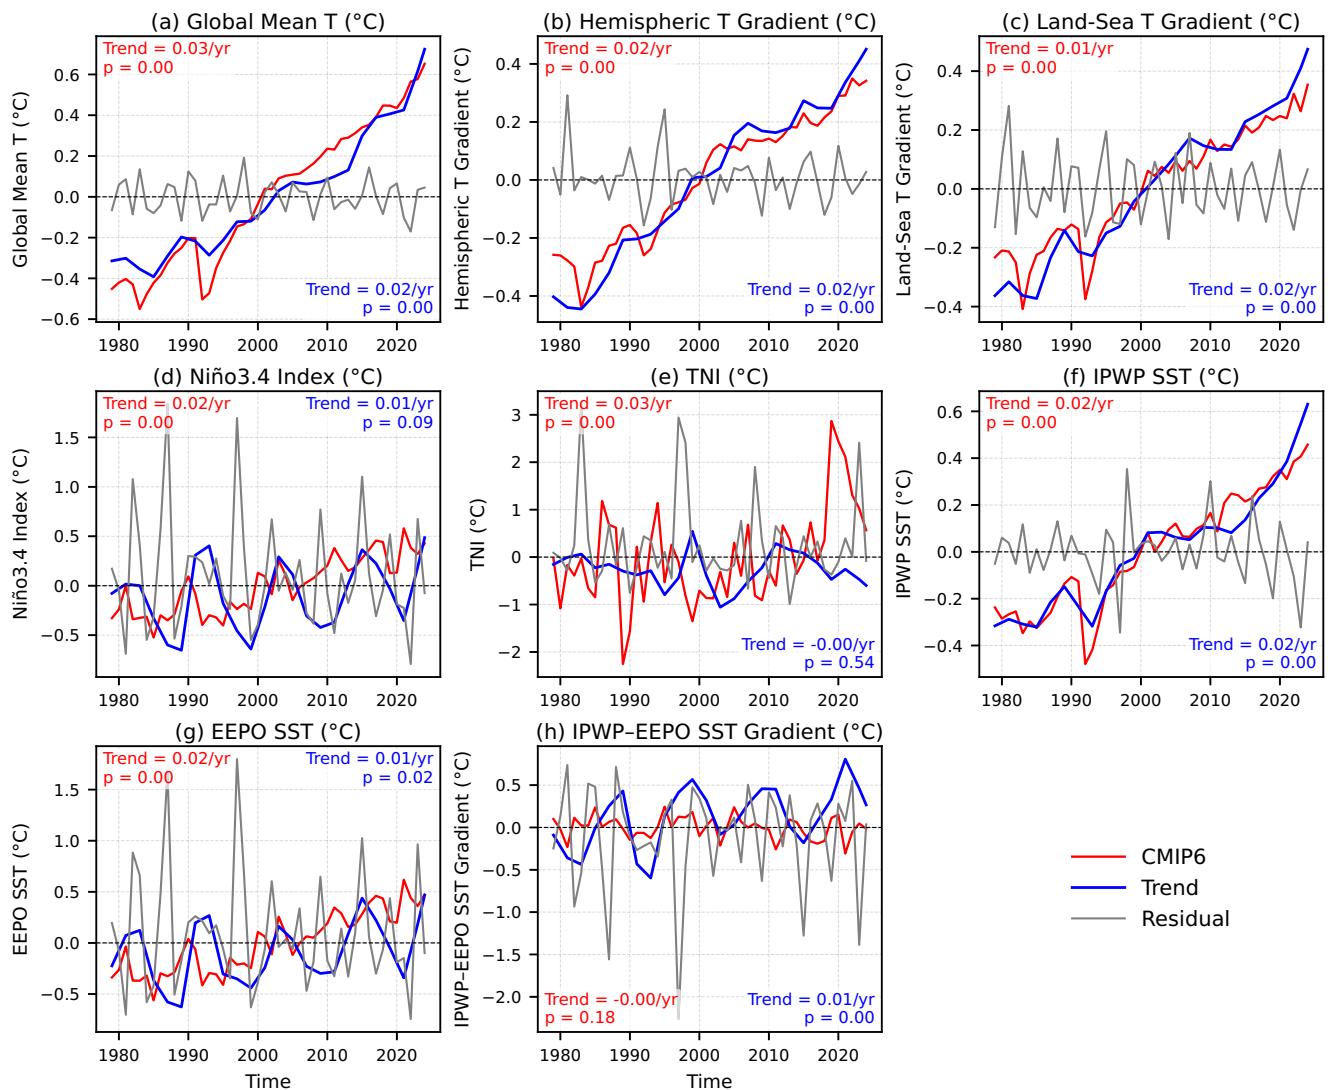 (a) Global Mean T (°C)
Trend = 0.03/yr
p = 0.00
Trend = 0.02/yr
p = 0.00
Global Mean T (°C)
0.6
0.4
0.2
0.0
−0.2
−0.4
−0.6
1980
1990
2000
2010
2020
(b) Hemispheric T Gradient (°C)
Trend = 0.02/yr
p = 0.00
Trend = 0.02/yr
p = 0.00
Hemispheric T Gradient (°C)
0.4
0.2
0.0
−0.2
−0.4
1980
1990
2000
2010
2020
(c) Land-Sea T Gradient (°C)
Trend = 0.01/yr
p = 0.00
Trend = 0.02/yr
p = 0.00
Land-Sea T Gradient (°C)
0.4
0.2
0.0
−0.2
−0.4
1980
1990
2000
2010
2020
(d) Niño3.4 Index (°C)
Trend = 0.02/yr
p = 0.00
Trend = 0.01/yr
p = 0.09
Niño3.4 Index (°C)
1.5
1.0
0.5
0.0
−0.5
1980
1990
2000
2010
2020
(e) TNI (°C)
Trend = 0.03/yr
p = 0.00
Trend = -0.00/yr
p = 0.54
TNI (°C)
3
2
1
0
−1
−2
1980
1990
2000
2010
2020
(f) IPWP SST (°C)
Trend = 0.02/yr
p = 0.00
Trend = 0.02/yr
p = 0.00
IPWP SST (°C)
0.6
0.4
0.2
0.0
−0.2
−0.4
1980
1990
2000
2010
2020
(g) EEPO SST (°C)
Trend = 0.02/yr
p = 0.00
Trend = 0.01/yr
p = 0.02
EEPO SST (°C)
1.5
1.0
0.5
0.0
−0.5
1980
1990
2000
2010
2020
Time
(h) IPWP–EEPO SST Gradient (°C)
Trend = -0.00/yr
p = 0.18
Trend = 0.01/yr
p = 0.00
IPWP–EEPO SST Gradient (°C)
0.5
0.0
−0.5
−1.0
−1.5
−2.0
1980
1990
2000
2010
2020
Time
CMIP6
Trend
Residual